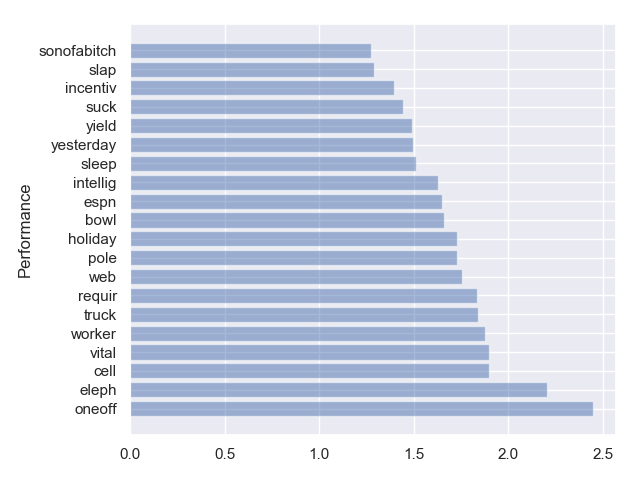 sonofabitch
slap
incentiv
suck
yield
yesterday
sleep
intellig
espn
bowl
holiday
pole
web
requir
truck
worker
vital
cell
eleph
oneoff
Performance
0.0 0.5 1.0 1.5 2.0 2.5